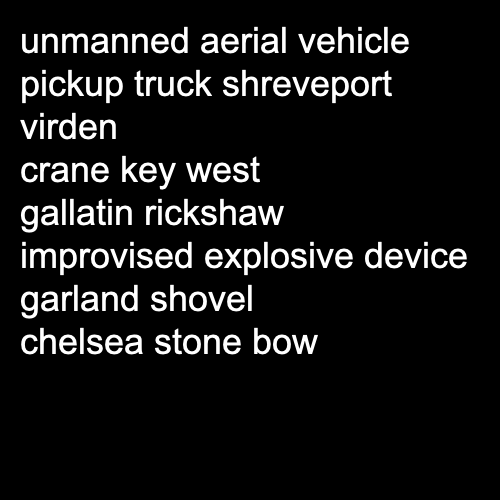 unmanned aerial vehicle
pickup truck shreveport
virden
crane key west
gallatin rickshaw
improvised explosive device
garland shovel
chelsea stone bow